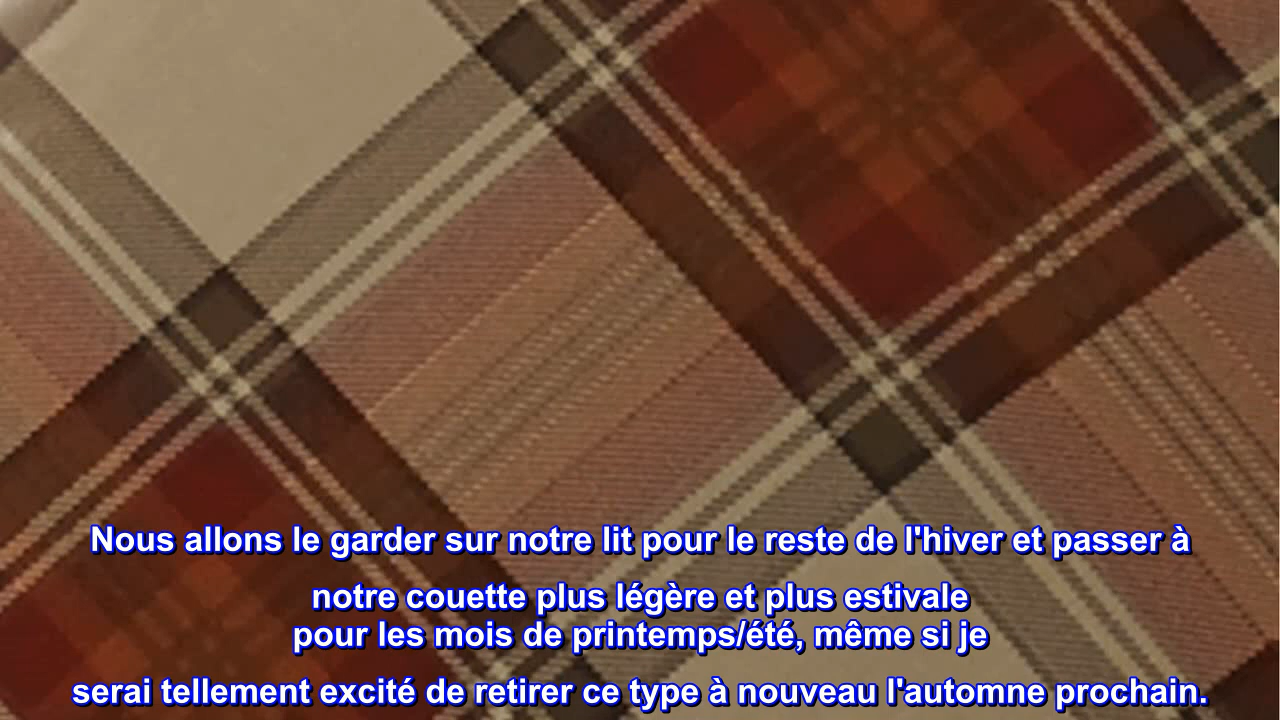 Nous allons le garder sur notre lit pour le reste de l'hiver et passer à
notre couette plus légère et plus estivale
pour les mois de printemps/été, même si je
serai tellement excité de retirer ce type à nouveau l'automne prochain.